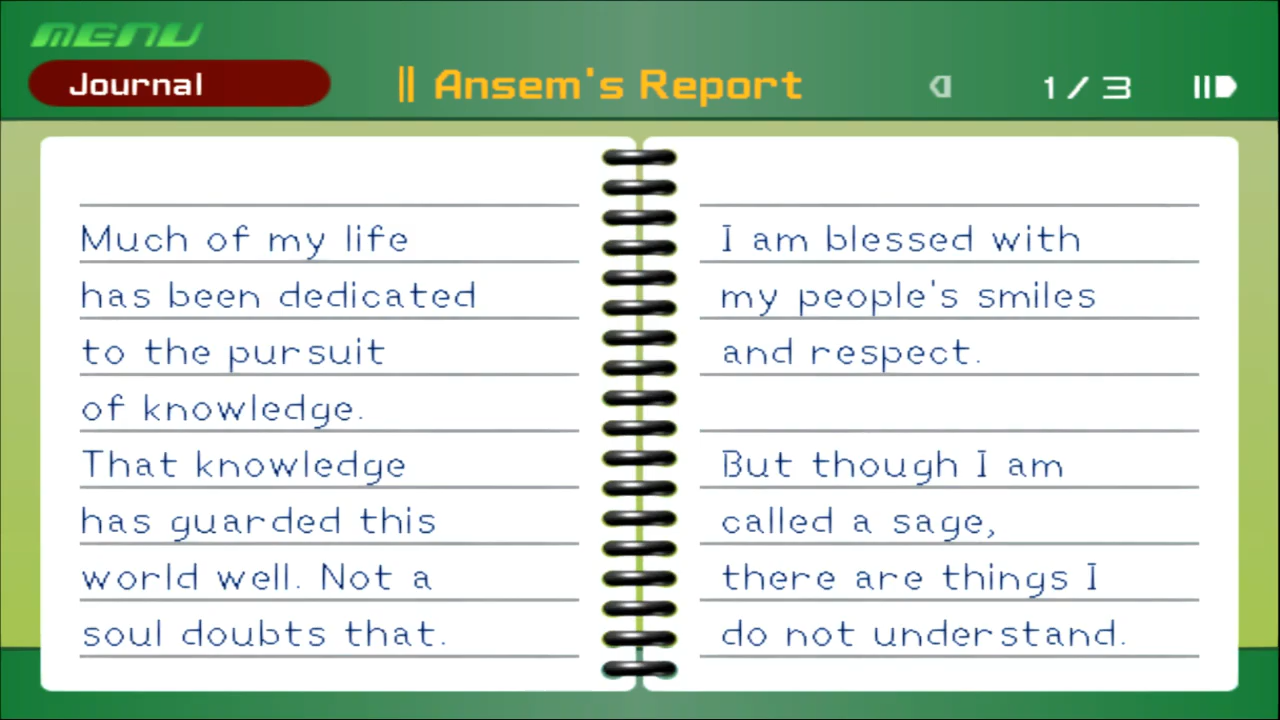 MENU
Journal
Ansem's Report
1/3
Much of my life
has been dedicated
to the pursuit
of knowledge.
That knowledge
has guarded this
world well. Not a
soul doubts that.
I am blessed with
my people's smiles
and respect.
But though I am
called a sage,
there are things I
do not understand.